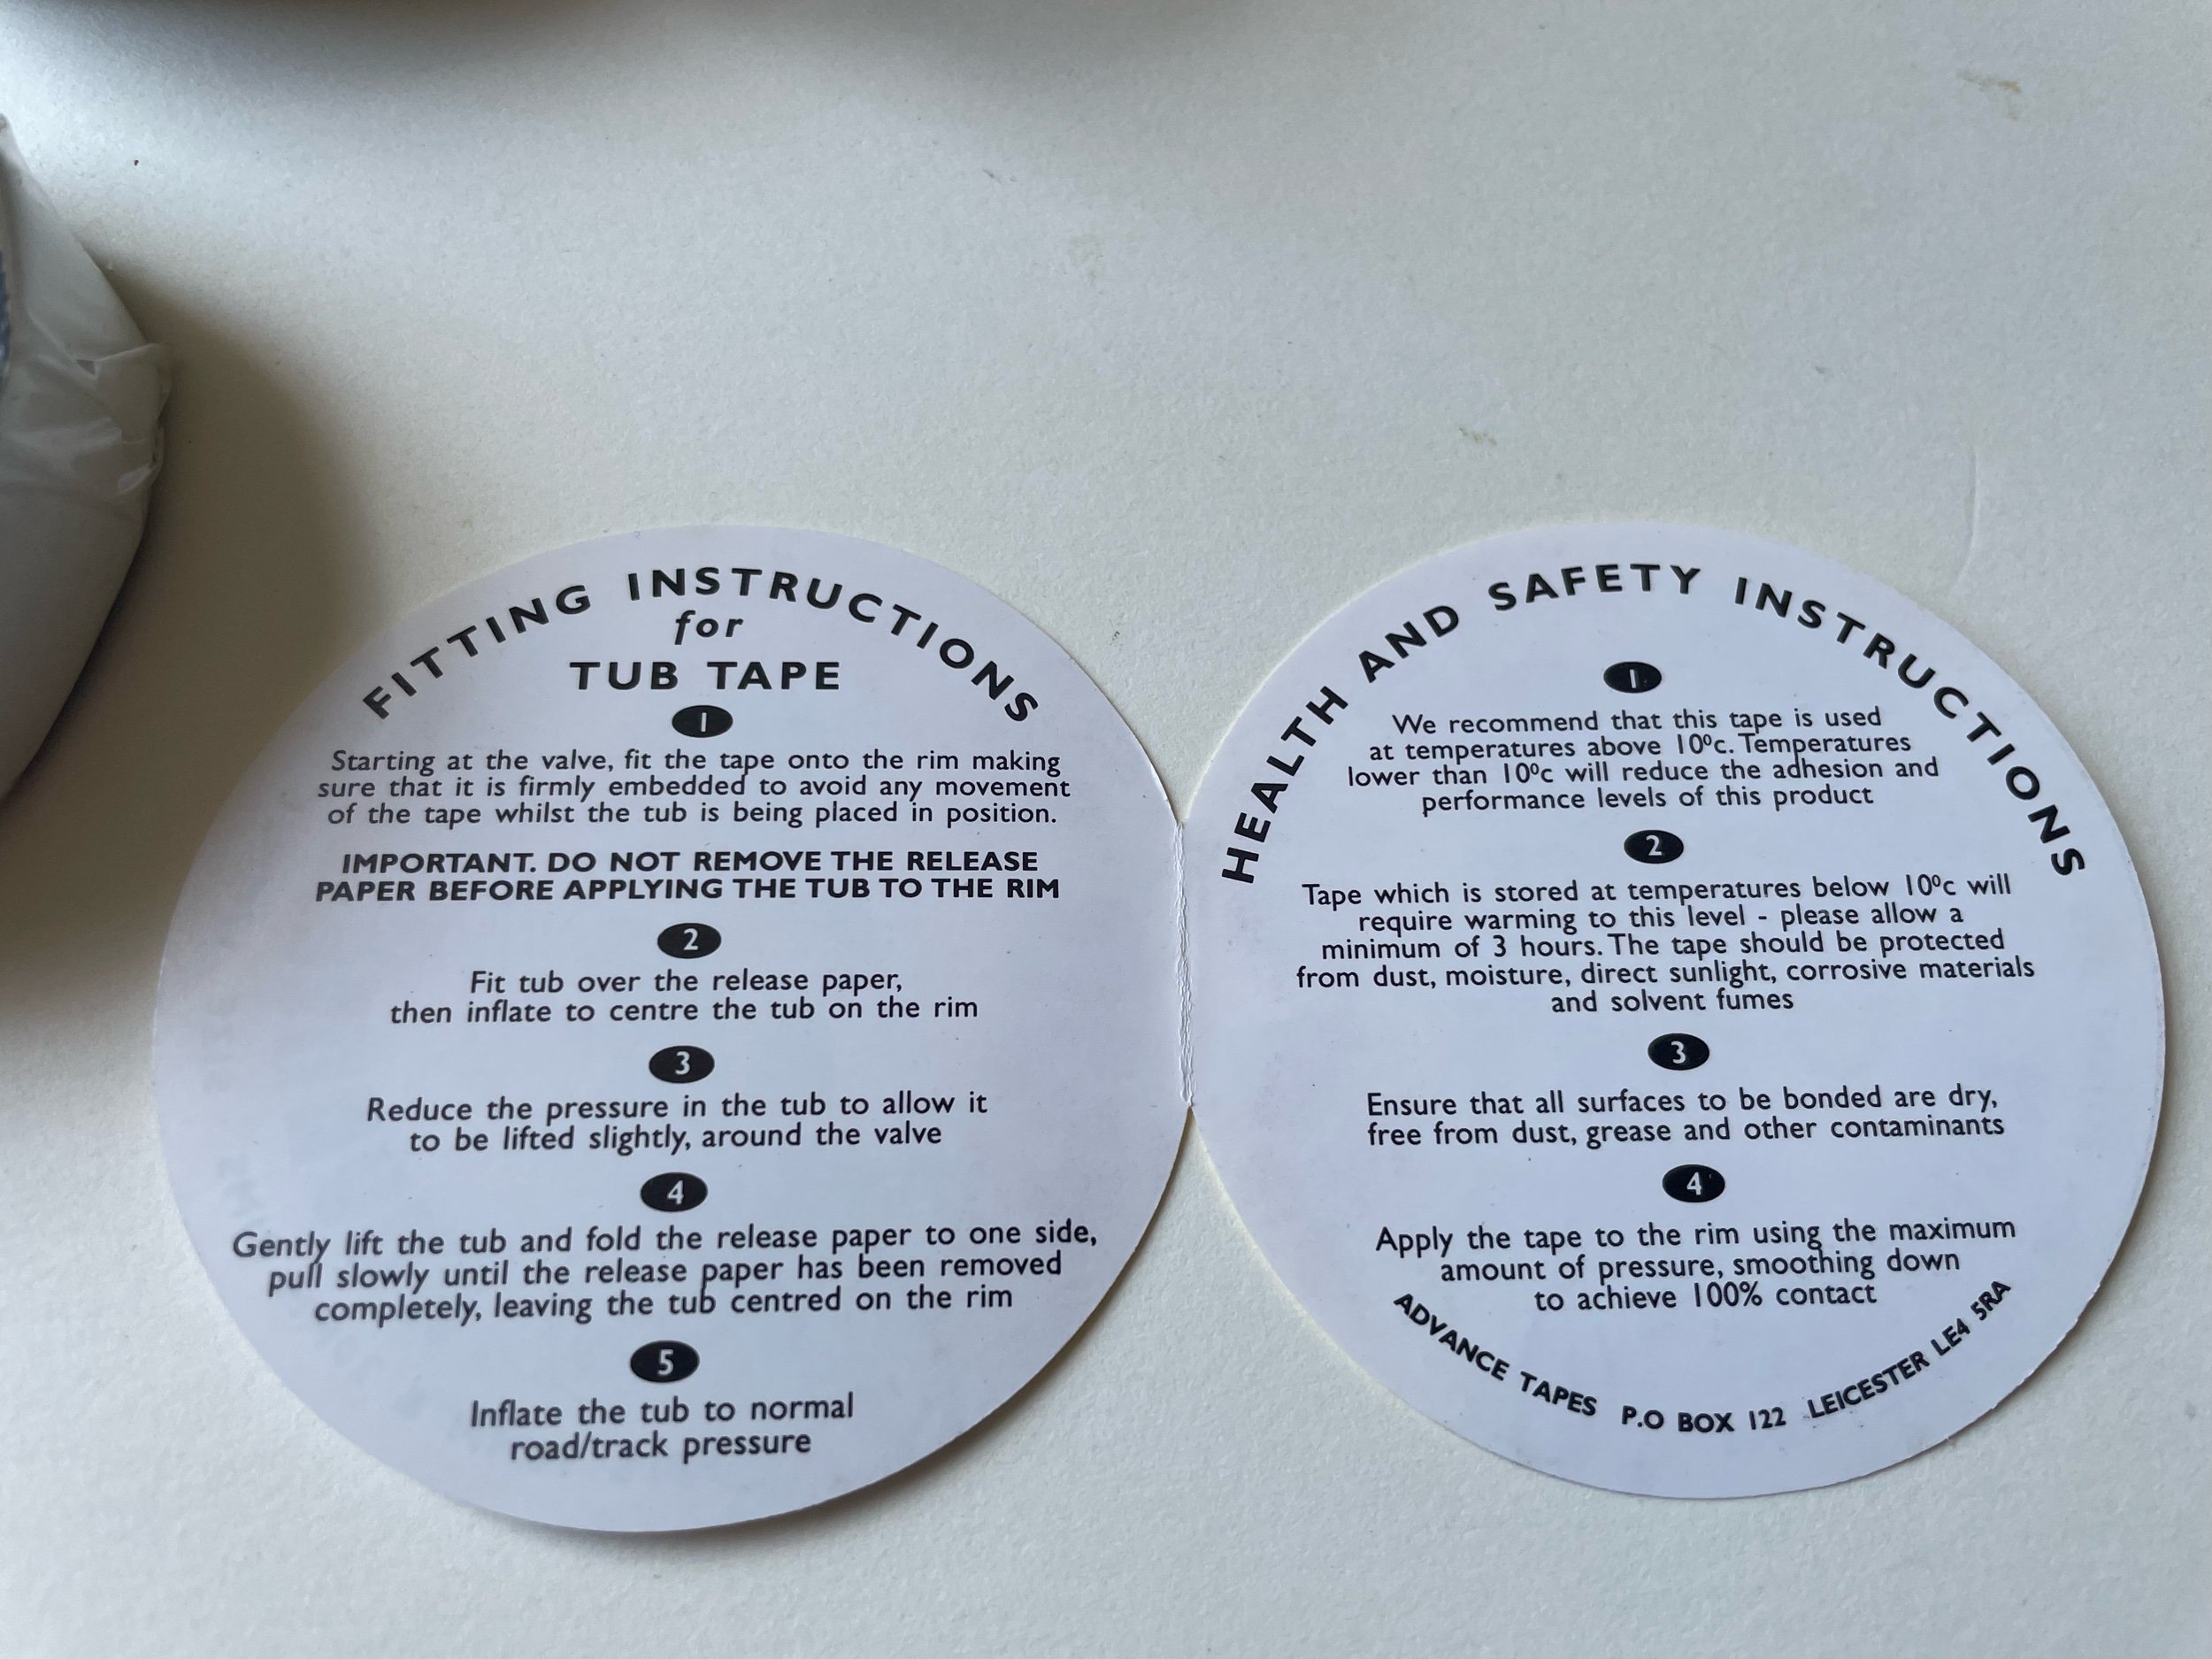 FITTING INSTRUCTIONS
for
TUB TAPE
1
Starting at the valve, fit the tape onto the rim making
sure that it is firmly embedded to avoid any movement
of the tape whilst the tub is being placed in position.
IMPORTANT. DO NOT REMOVE THE RELEASE
PAPER BEFORE APPLYING THE TUB TO THE RIM
2
Fit tub over the release paper,
then inflate to centre the tub on the rim
3
Reduce the pressure in the tub to allow it
to be lifted slightly, around the valve
4
Gently lift the tub and fold the release paper to one side,
pull slowly until the release paper has been removed
completely, leaving the tub centred on the rim
5
Inflate the tub to normal
road/track pressure
HEALTH AND SAFETY INSTRUCTIONS
1
We recommend that this tape is used
at temperatures above 10ºc. Temperatures
lower than 10ºc will reduce the adhesion and
performance levels of this product
2
Tape which is stored at temperatures below 10ºc will
require warming to this level - please allow a
minimum of 3 hours. The tape should be protected
from dust, moisture, direct sunlight, corrosive materials
and solvent fumes
3
Ensure that all surfaces to be bonded are dry,
free from dust, grease and other contaminants
4
Apply the tape to the rim using the maximum
amount of pressure, smoothing down
to achieve 100% contact
ADVANCE TAPES P.O BOX 122 LEICESTER LE4 5RA